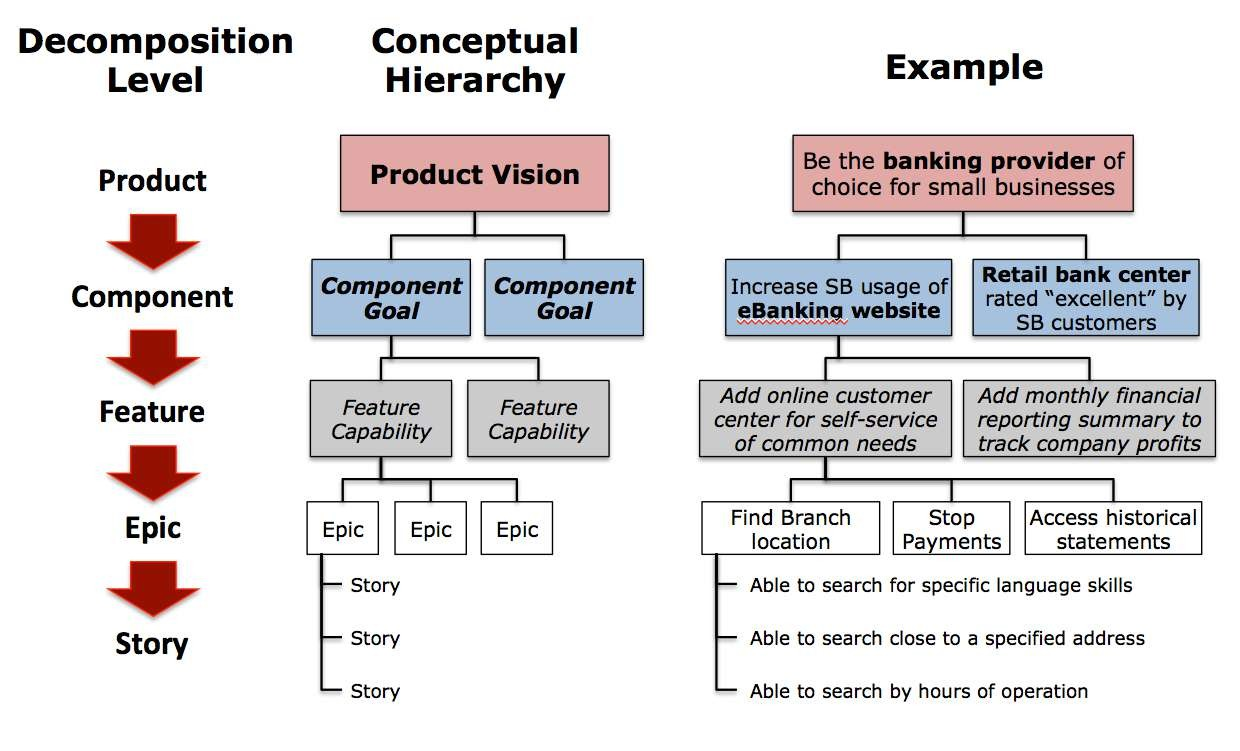 Decomposition
Level
Conceptual
Hierarchy
Example
Product
Component
Feature
Epic
Story
Product Vision
Component
Goal
Component
Goal
Feature
Capability
Feature
Capability
Epic
Epic
Epic
Story
Story
Story
Be the banking provider of
choice for small businesses
Increase SB usage of
eBanking website
Retail bank center
rated “excellent” by
SB customers
Add online customer
center for self-service
of common needs
Add monthly financial
reporting summary to
track company profits
Find Branch
location
Stop
Payments
Access historical
statements
Able to search for specific language skills
Able to search close to a specified address
Able to search by hours of operation